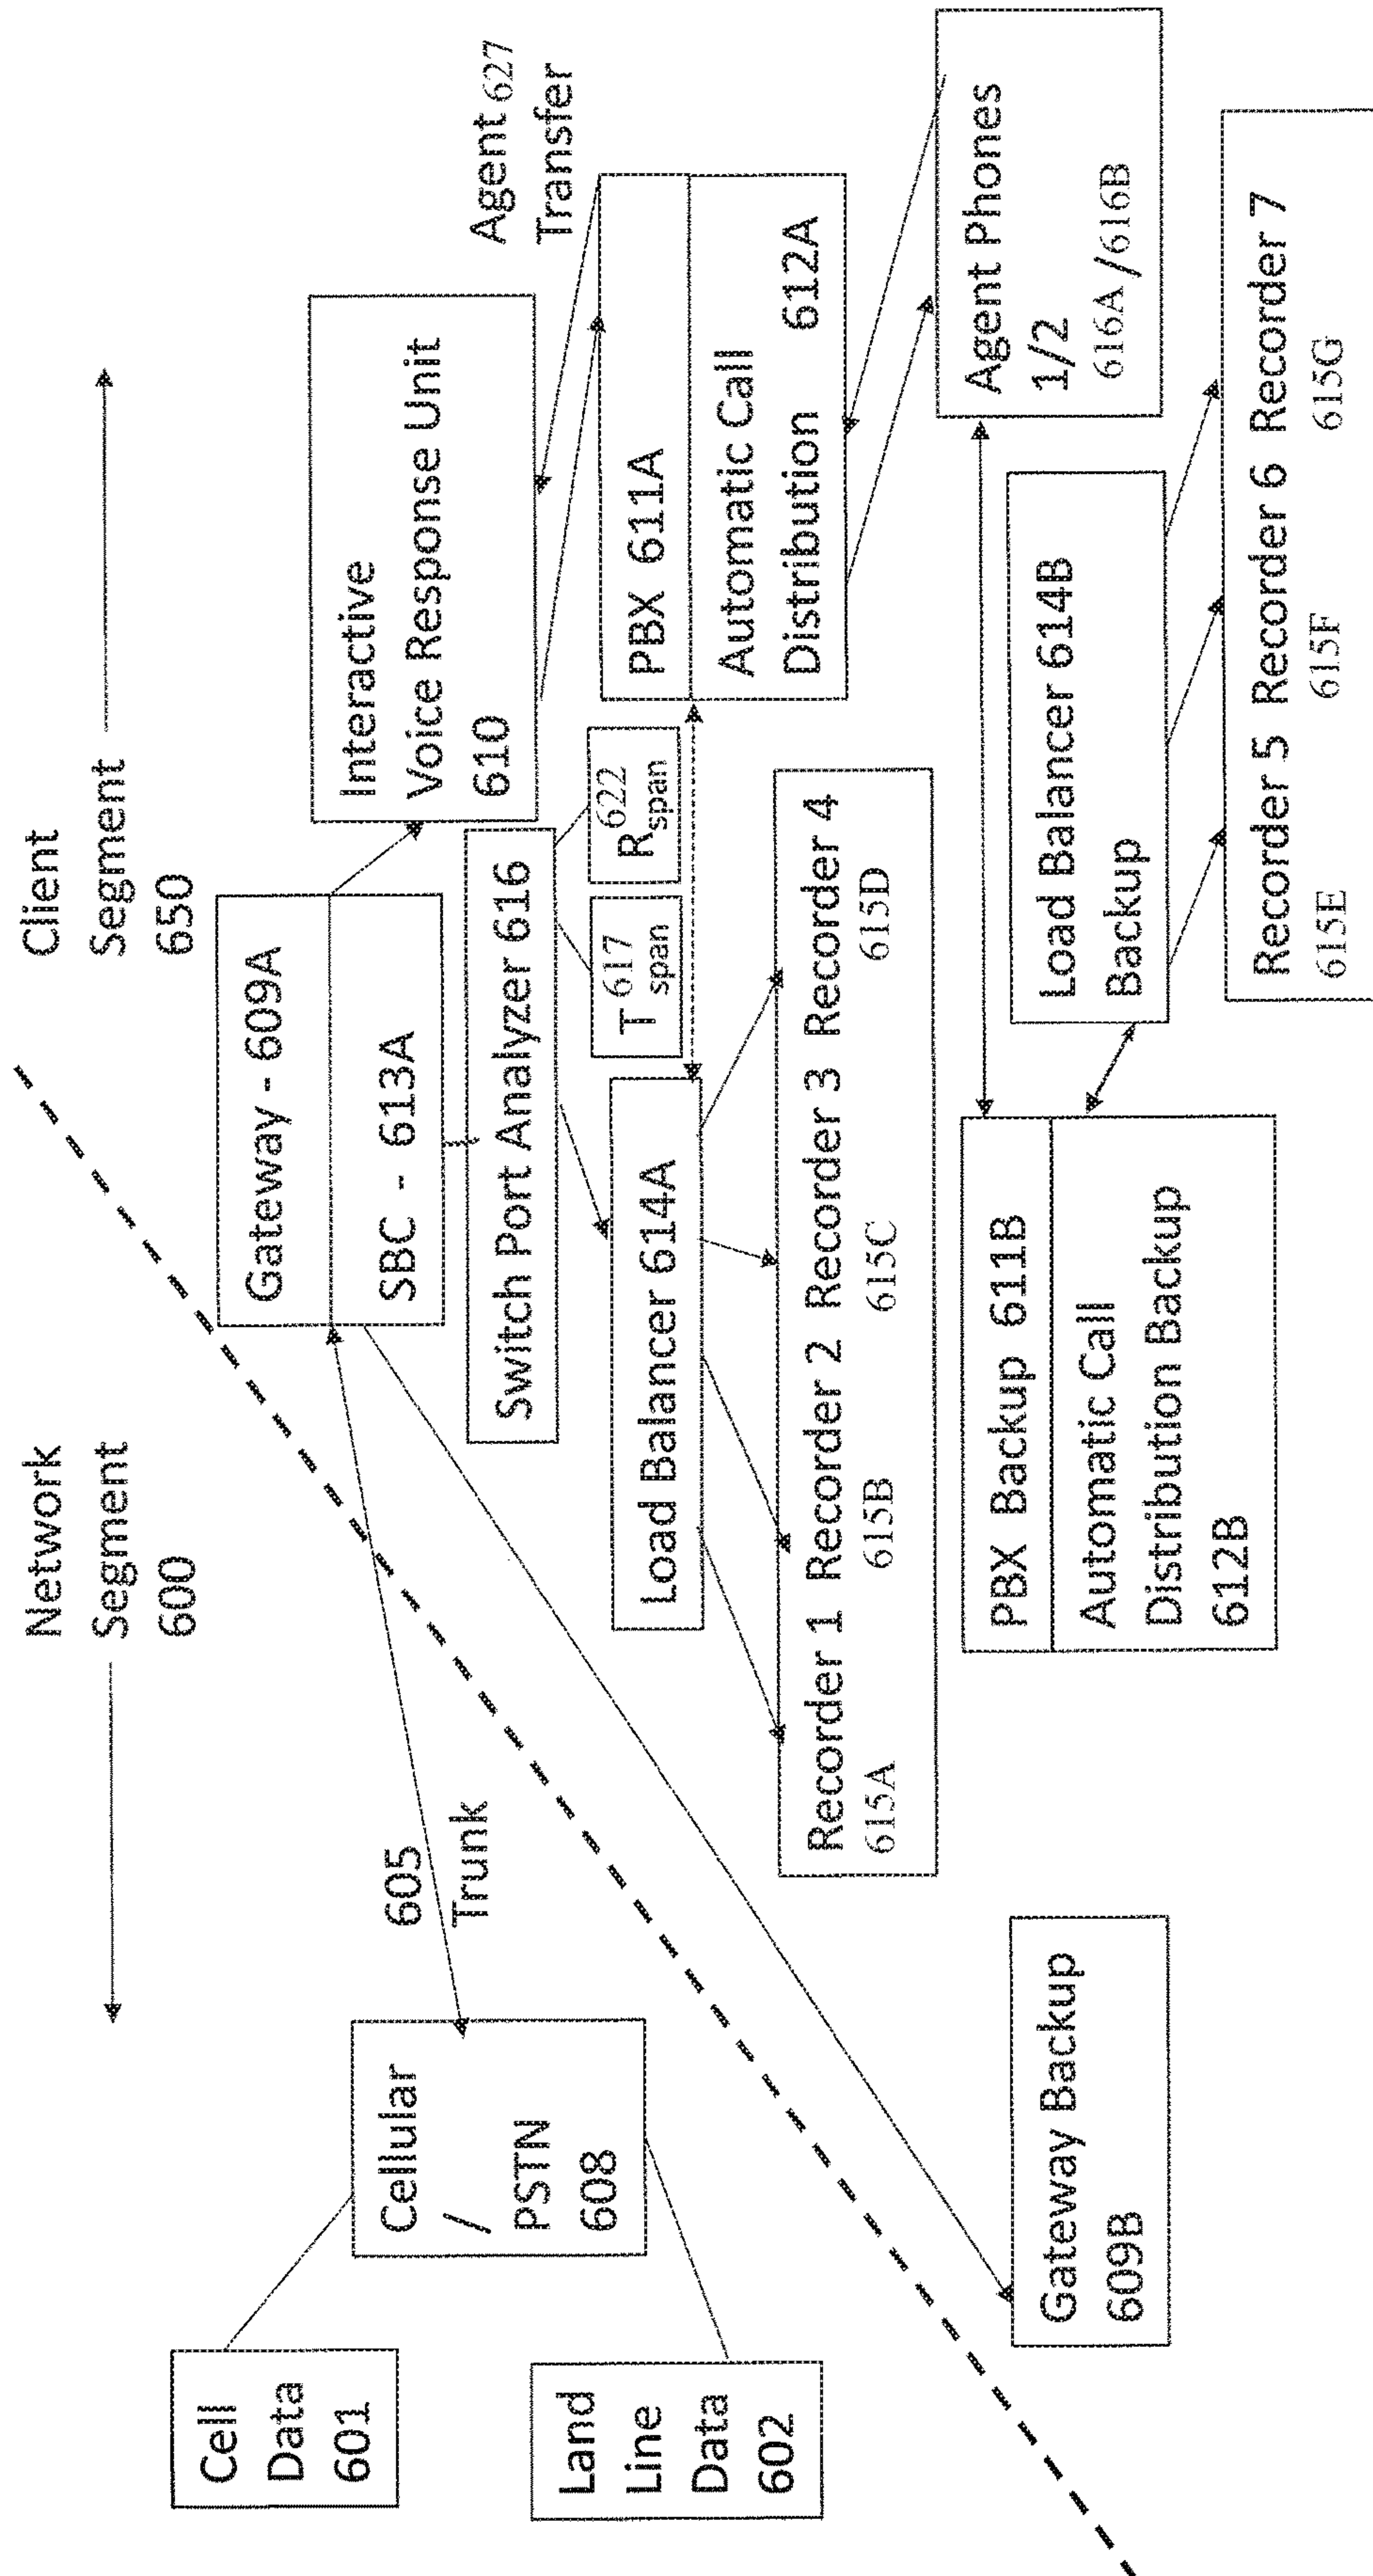 Network
Segment
600
Client
Segment
650
Cell
Data
601
Land
Line
Data
602
Cellular
/
PSTN
608
605
Trunk
Gateway - 609A
SBC - 613A
Interactive
Voice Response Unit
610
Agent 627
Transfer
Switch Port Analyzer 616
T 617 span
R 622 span
PBX 611A
Automatic Call
Distribution 612A
Load Balancer 614A
Recorder 1 Recorder 2 Recorder 3 Recorder 4
615A 615B 615C 615D
Agent Phones
1/2
616A /616B
Gateway Backup
609B
PBX Backup 611B
Automatic Call
Distribution Backup
612B
Load Balancer 614B
Backup
Recorder 5 Recorder 6 Recorder 7
615E 615F 615G